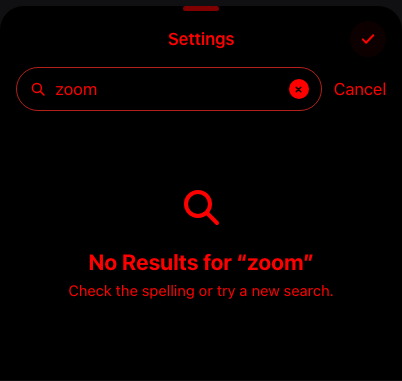 Settings
zoom
Cancel
No Results for “zoom”
Check the spelling or try a new search.